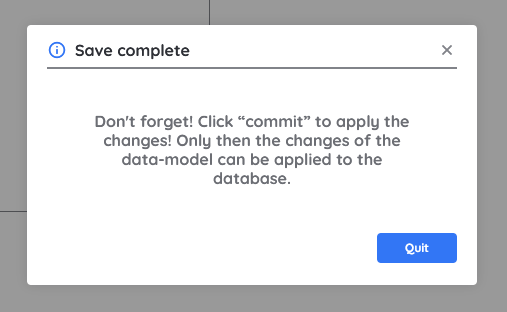 Save complete
Don't forget! Click “commit” to apply the
changes! Only then the changes of the
data-model can be applied to the
database.
Quit